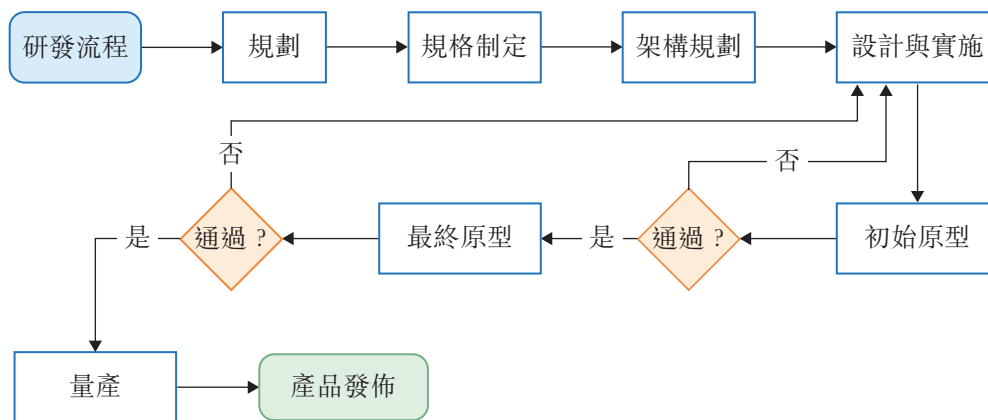 研發流程
規劃
規格制定
架構規劃
設計與實施
否
否
是
通過?
最終原型
是
通過?
初始原型
量產
產品發佈